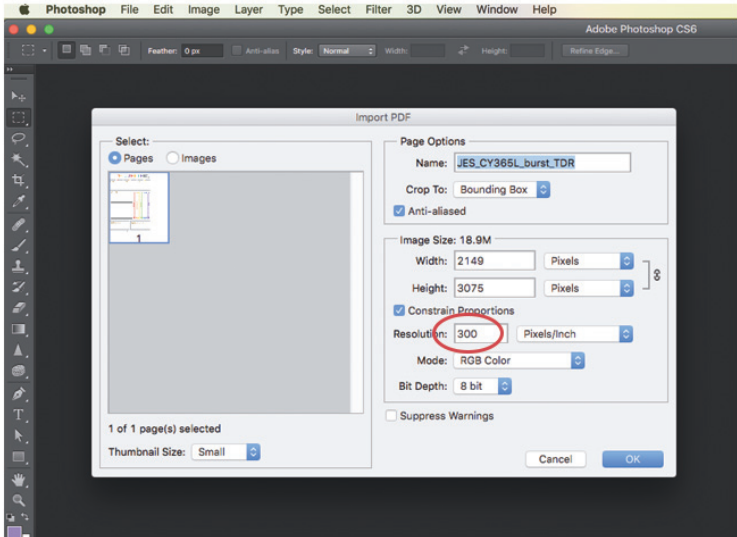 Photoshop File Edit Image Layer Type Select Filter 3D View Window Help
Adobe Photoshop CS6
Feather: 0 px Anti-alias Style: Normal Width: Height: Refine Edge...
Import PDF
Select:
Pages Images
1
1 of 1 page(s) selected
Thumbnail Size: Small
Page Options
Name: JES_CY365L_burst_TDR
Crop To: Bounding Box
Anti-aliased
Image Size: 18.9M
Width: 2149 Pixels
Height: 3075 Pixels
Constrain Proportions
Resolution: 300 Pixels/Inch
Mode: RGB Color
Bit Depth: 8 bit
Suppress Warnings
Cancel OK